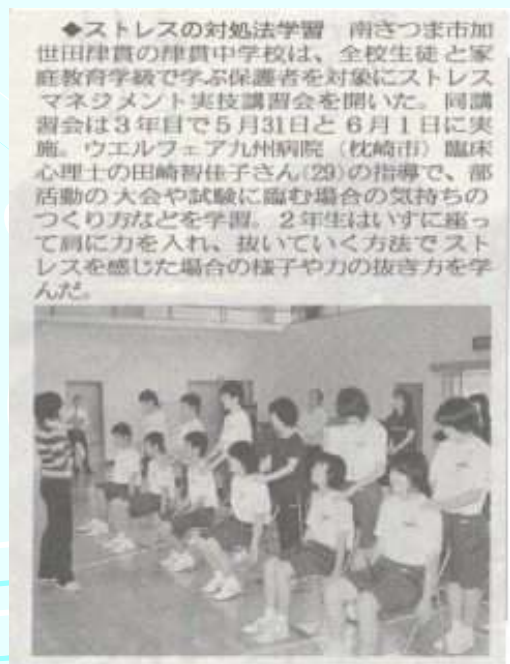 ◆ストレスの対処法学習 南さつま市加
世田津貫の津貫中学校は、全校生徒と家
庭教育学級で学ぶ保護者を対象にストレス
マネジメント実技講習会を開いた。同講
習会は3年目で5月31日と6月1日に実
施。ウエルフェア九州病院（枕崎市）臨床
心理士の田崎智佳子さん(29)の指導で、部
活動の大会や試験に臨む場合の気持ちの
つくり方などを学習。2年生はいすに座っ
て肩に力を入れ、抜いていく方法でスト
レスを感じた場合の様子や力の抜き方を学
んだ。